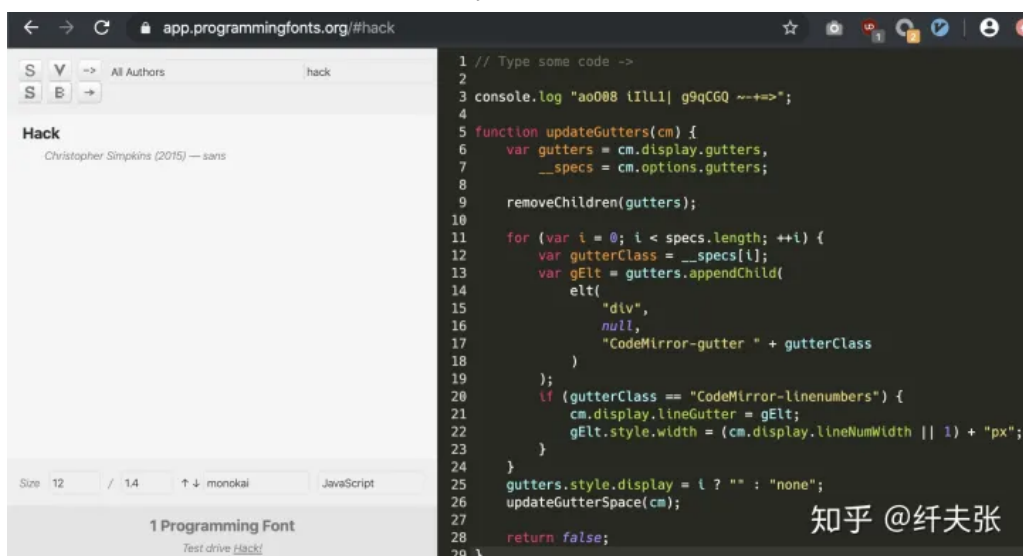 app.programmingfonts.org/#hack
S V -> All Authors hack
S B →
Hack
Christopher Simpkins (2015) — sans
Size 12 / 1.4 ↑ ↓ monokai JavaScript
1 Programming Font
Test drive Hack!
1 // Type some code ->
2
3 console.log "aoO08 iIlL1| g9qCGQ ~-+=>";
4
5 function updateGutters(cm) {
6     var gutters = cm.display.gutters,
7         __specs = cm.options.gutters;
8
9     removeChildren(gutters);
10
11     for (var i = 0; i < specs.length; ++i) {
12         var gutterClass = __specs[i];
13         var gElt = gutters.appendChild(
14             elt(
15                 "div",
16                 null,
17                 "CodeMirror-gutter " + gutterClass
18             )
19         );
20         if (gutterClass == "CodeMirror-linenumbers") {
21             cm.display.lineGutter = gElt;
22             gElt.style.width = (cm.display.lineNumWidth || 1) + "px";
23         }
24     }
25     gutters.style.display = i ? "" : "none";
26     updateGutterSpace(cm);
27
28     return false;
29 }
知乎 @纤夫张